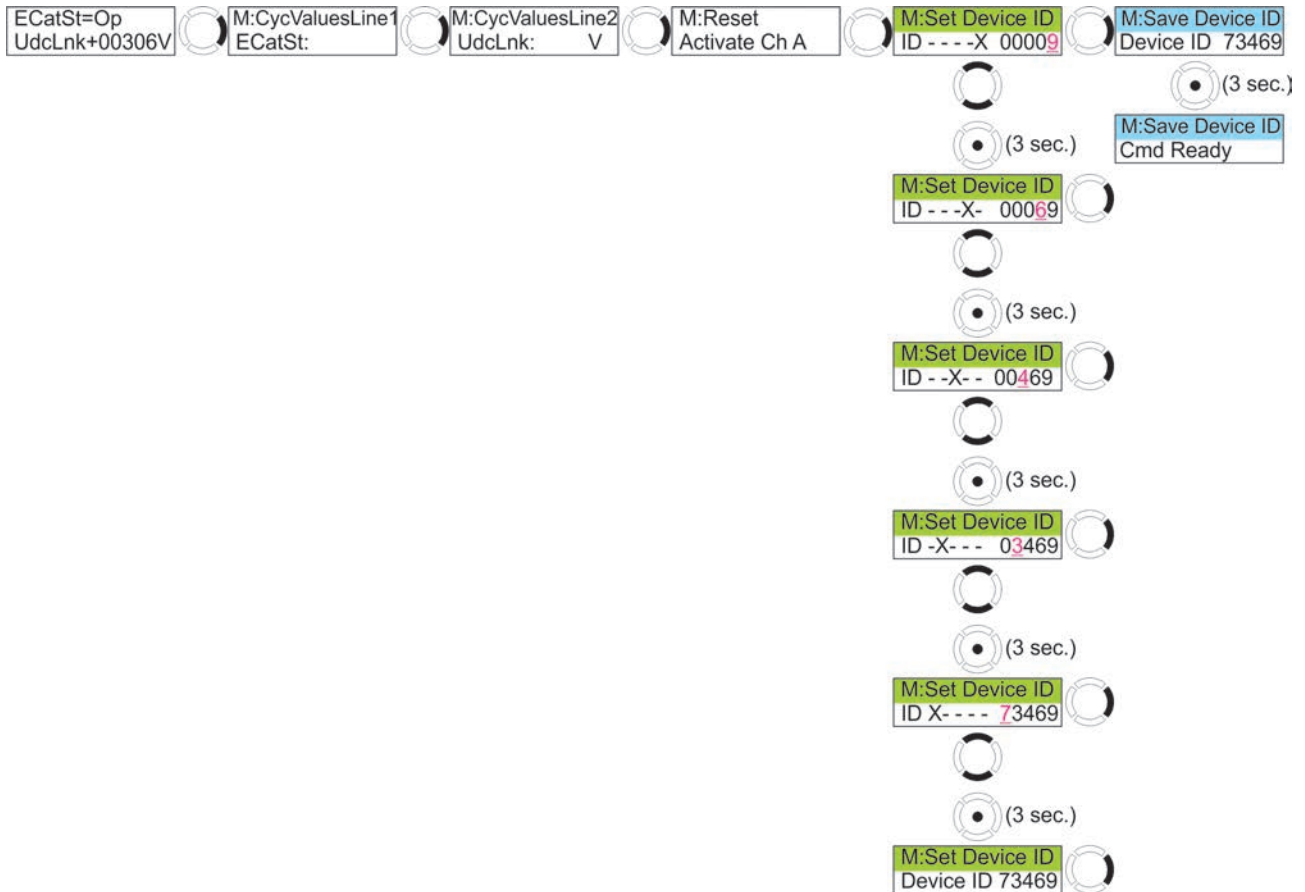 ECatSt=Op
UdcLnk+00306V
M:CycValuesLine1
ECatSt:
M:CycValuesLine2
UdcLnk: V
M:Reset
Activate Ch A
M:Set Device ID
ID - - - -X 00009
M:Save Device ID
Device ID 73469
(3 sec.)
M:Save Device ID
Cmd Ready
(3 sec.)
M:Set Device ID
ID - - -X- 00069
(3 sec.)
M:Set Device ID
ID - -X- - 00469
(3 sec.)
M:Set Device ID
ID -X- - - 03469
(3 sec.)
M:Set Device ID
ID X- - - - 73469
(3 sec.)
M:Set Device ID
Device ID 73469